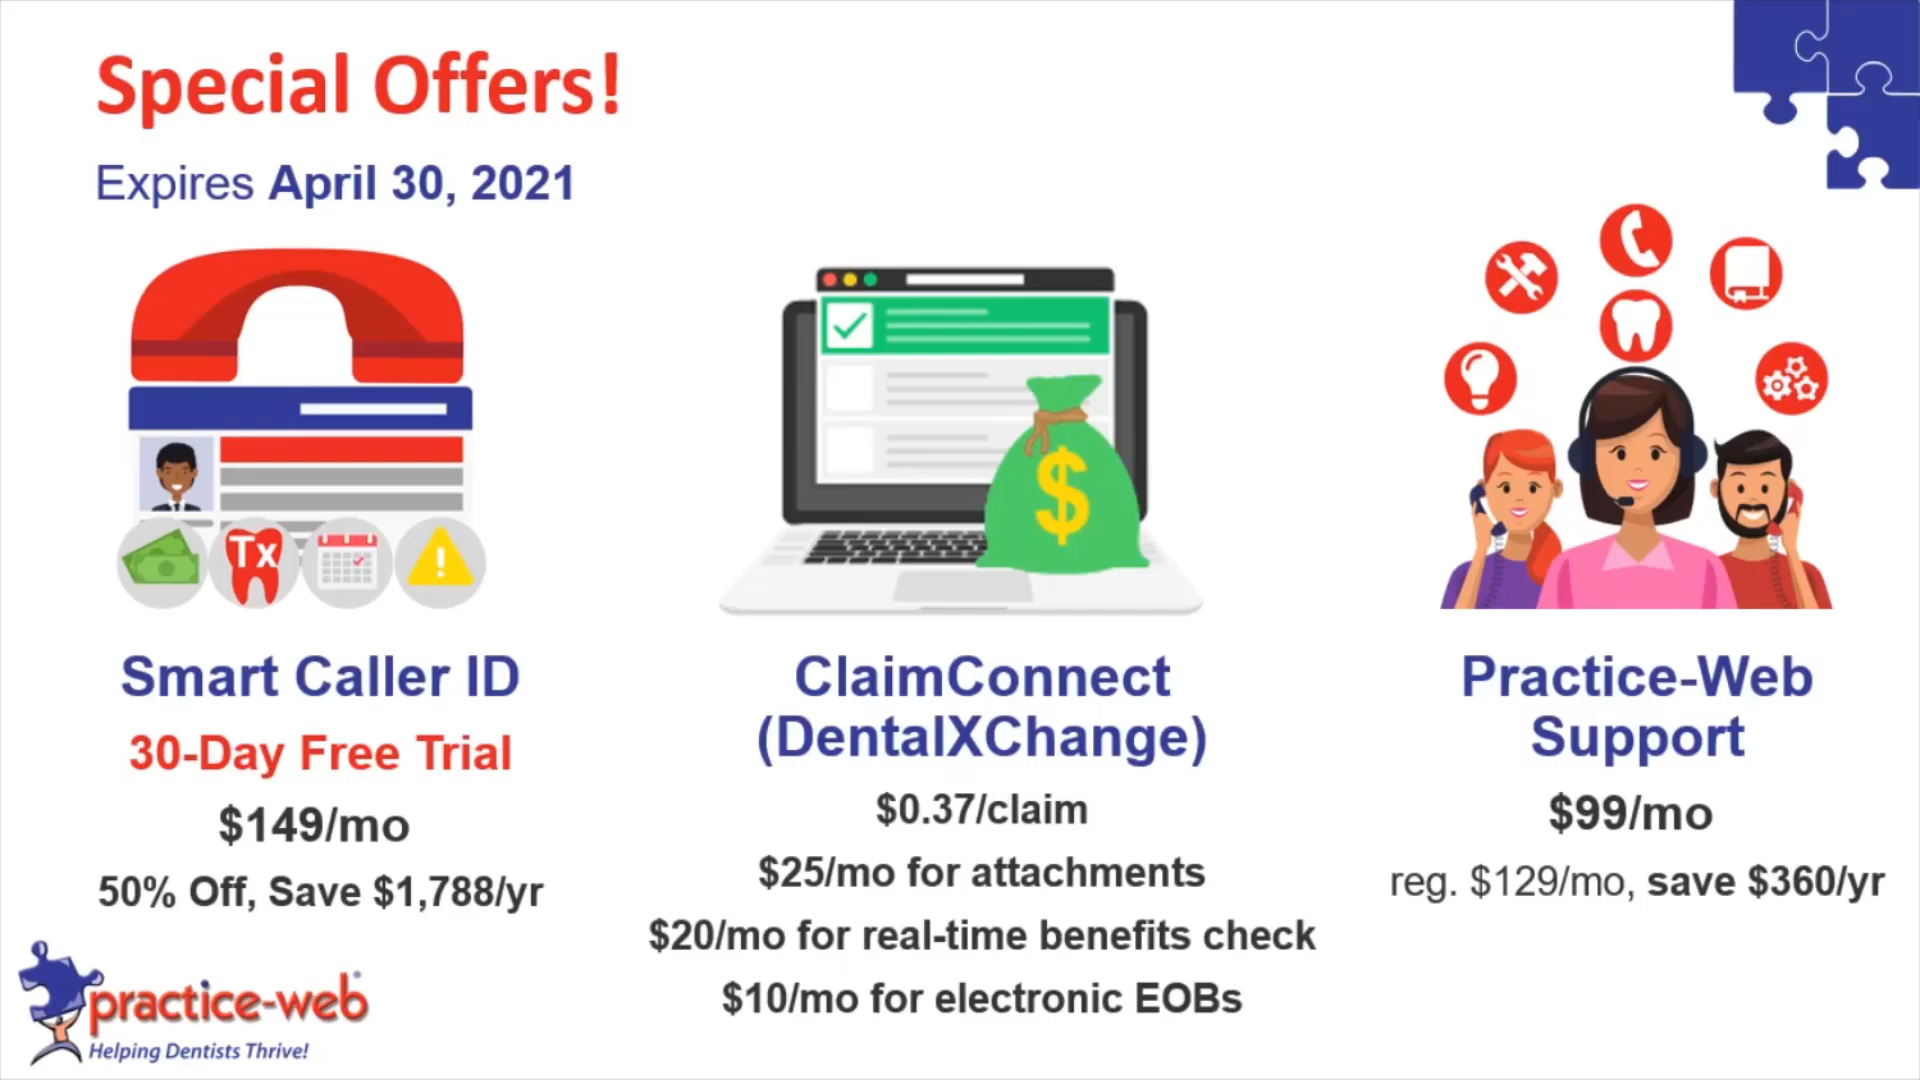 Special Offers!
Expires April 30, 2021
Tx
$
Smart Caller ID
30-Day Free Trial
$149/mo
50% Off, Save $1,788/yr
ClaimConnect
(DentalXChange)
$0.37/claim
$25/mo for attachments
$20/mo for real-time benefits check
$10/mo for electronic EOBs
Practice-Web
Support
$99/mo
reg. $129/mo, save $360/yr
practice-web
Helping Dentists Thrive!